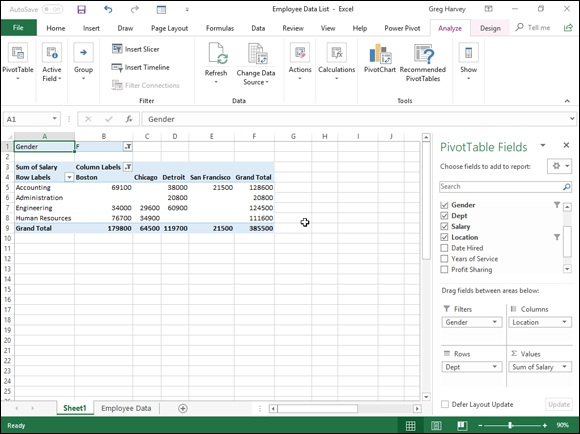 AutoSave Off Employee Data List - Excel Greg Harvey
File Home Insert Draw Page Layout Formulas Data Review View Power Pivot Analyze Design Tell me
PivotTable Active Field Group Insert Slicer Insert Timeline Filter Connections Refresh Change Data Source Actions Calculations PivotChart Recommended PivotTables Show
Filter Data Tools
A1 fx Gender
A B C D E F G H I J
1 Gender F
2
3 Sum of Salary Column Labels
4 Row Labels Boston Chicago Detroit San Francisco Grand Total
5 Accounting 69100 38000 21500 128600
6 Administration 20800 20800
7 Engineering 34000 29600 60900 124500
8 Human Resources 76700 34900 111600
9 Grand Total 179800 64500 119700 21500 385500
10
11
12
13
14
15
16
17
18
19
20
21
22
23
24
25
PivotTable Fields
Choose fields to add to report:
Search
Gender
Dept
Salary
Location
Date Hired
Years of Service
Profit Sharing
Drag fields between areas below:
Filters Columns
Gender Location
Rows Σ Values
Dept Sum of Salary
Defer Layout Update Update
Sheet1 Employee Data
Ready 90%